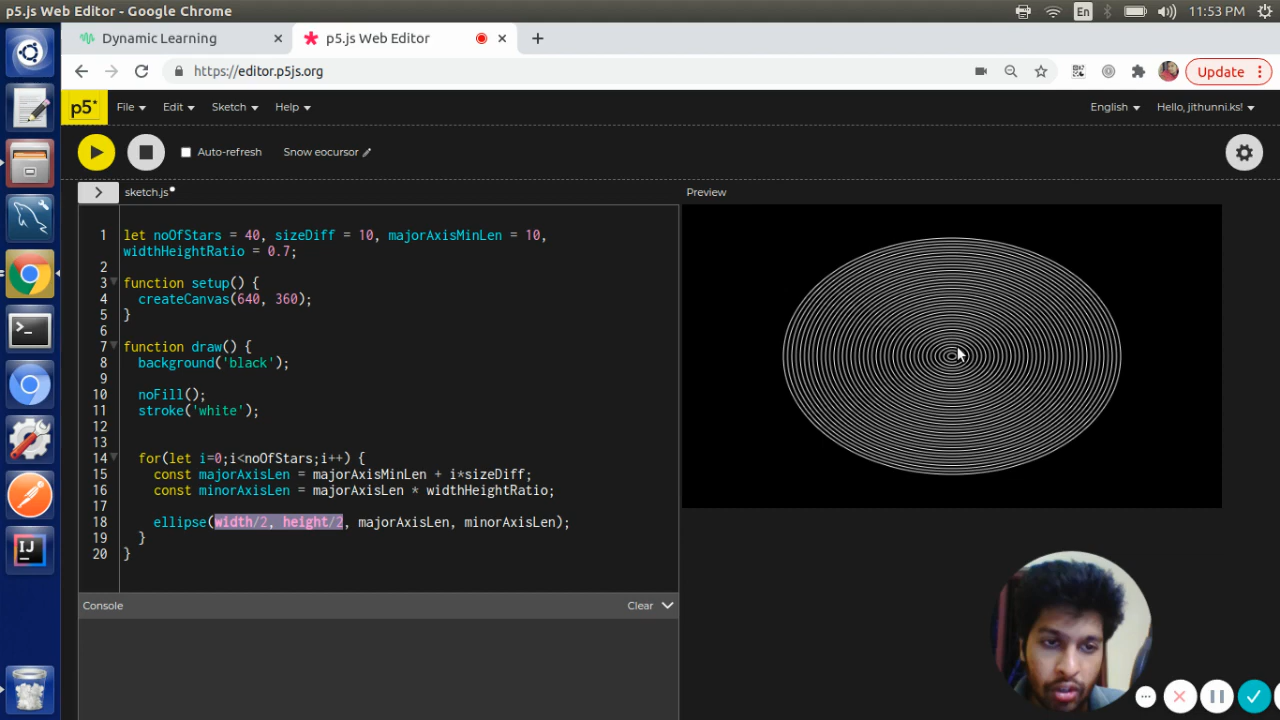 p5.js Web Editor - Google Chrome
En
11:53 PM
Dynamic Learning
p5.js Web Editor
https://editor.p5js.org
Update
p5*
File
Edit
Sketch
Help
English
Hello, jithunni.ks!
Auto-refresh
Snow eocursor
sketch.js
Preview
1 let noOfStars = 40, sizeDiff = 10, majorAxisMinLen = 10,
widthHeightRatio = 0.7;
2
3 function setup() {
4 createCanvas(640, 360);
5 }
6
7 function draw() {
8 background('black');
9
10 noFill();
11 stroke('white');
12
13
14 for(let i=0;i<noOfStars;i++) {
15 const majorAxisLen = majorAxisMinLen + i*sizeDiff;
16 const minorAxisLen = majorAxisLen * widthHeightRatio;
17
18 ellipse(width/2, height/2, majorAxisLen, minorAxisLen);
19 }
20 }
Console
Clear
IJ